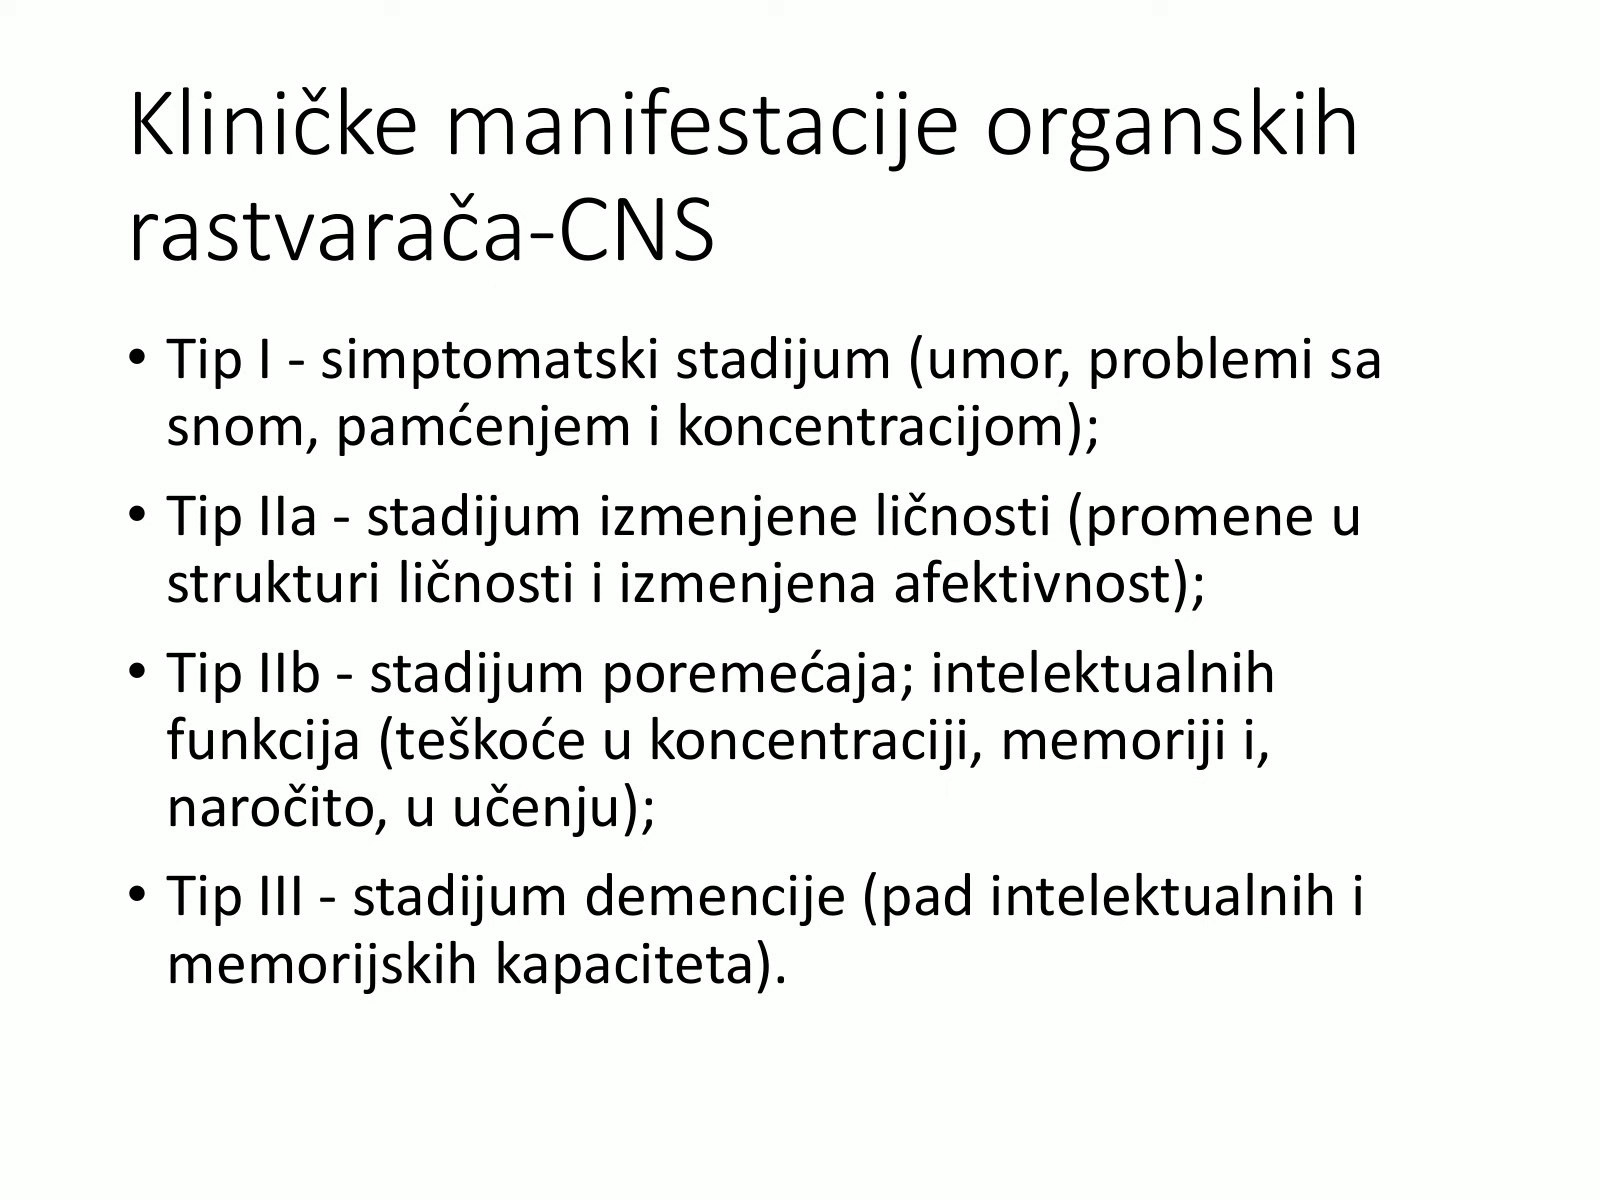 Kliničke manifestacije organskih
rastvarača-CNS
• Tip I - simptomatski stadijum (umor, problemi sa
snom, pamćenjem i koncentracijom);
• Tip IIa - stadijum izmenjene ličnosti (promene u
strukturi ličnosti i izmenjena afektivnost);
• Tip IIb - stadijum poremećaja; intelektualnih
funkcija (teškoće u koncentraciji, memoriji i,
naročito, u učenju);
• Tip III - stadijum demencije (pad intelektualnih i
memorijskih kapaciteta).